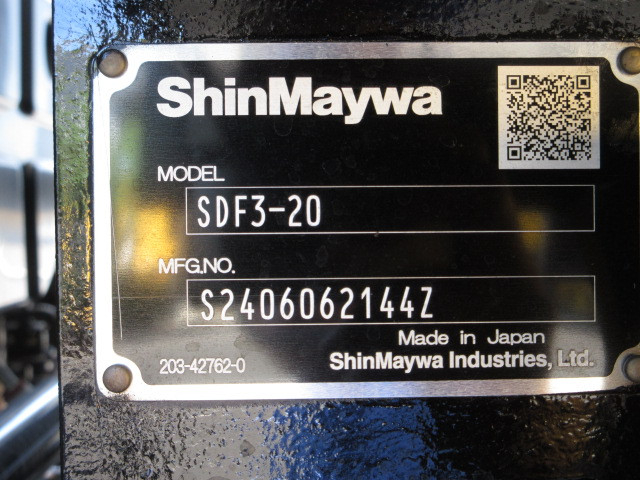 ShinMaywa
MODEL
SDF3-20
MFG.NO.
S2406062144Z
Made in Japan
203-42762-0
ShinMaywa Industries, Ltd.